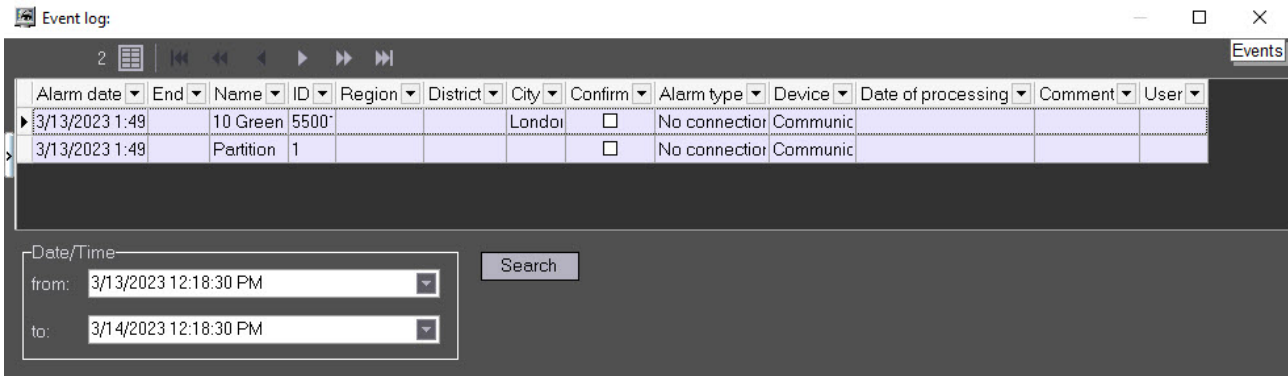 Event log:
Events
2
Alarm date End Name ID Region District City Confirm Alarm type Device Date of processing Comment User
3/13/2023 1:49 10 Green 5500 London No connection Communic
3/13/2023 1:49 Partition 1 No connection Communic
Date/Time
from: 3/13/2023 12:18:30 PM
Search
to: 3/14/2023 12:18:30 PM